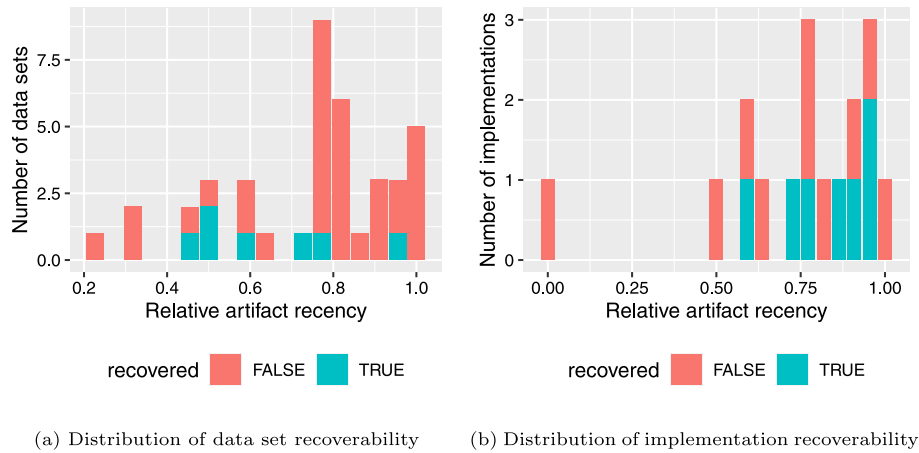 Number of data sets
7.5
5.0
2.5
0.0
0.2 0.4 0.6 0.8 1.0
Relative artifact recency
recovered FALSE TRUE
(a) Distribution of data set recoverability
Number of implementations
3
2
1
0
0.00 0.25 0.50 0.75 1.00
Relative artifact recency
recovered FALSE TRUE
(b) Distribution of implementation recoverability